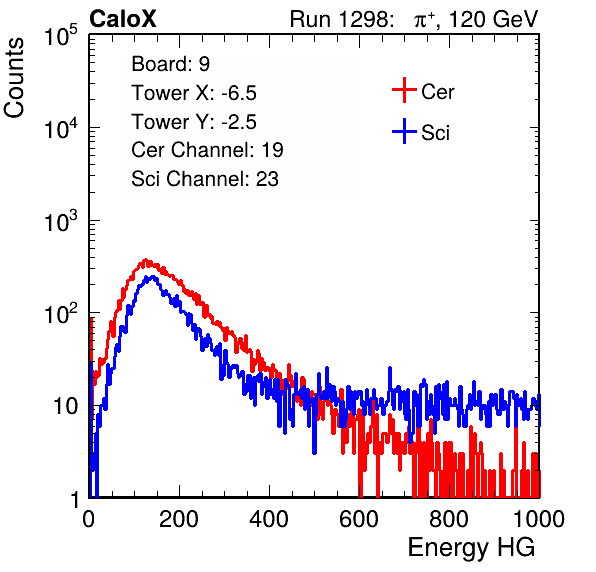 CaloX Run 1298: π⁺, 120 GeV
Board: 9
Tower X: -6.5
Tower Y: -2.5
Cer Channel: 19
Sci Channel: 23
Cer
Sci
Counts
10⁵
10⁴
10³
10²
10
1
0 200 400 600 800 1000
Energy HG